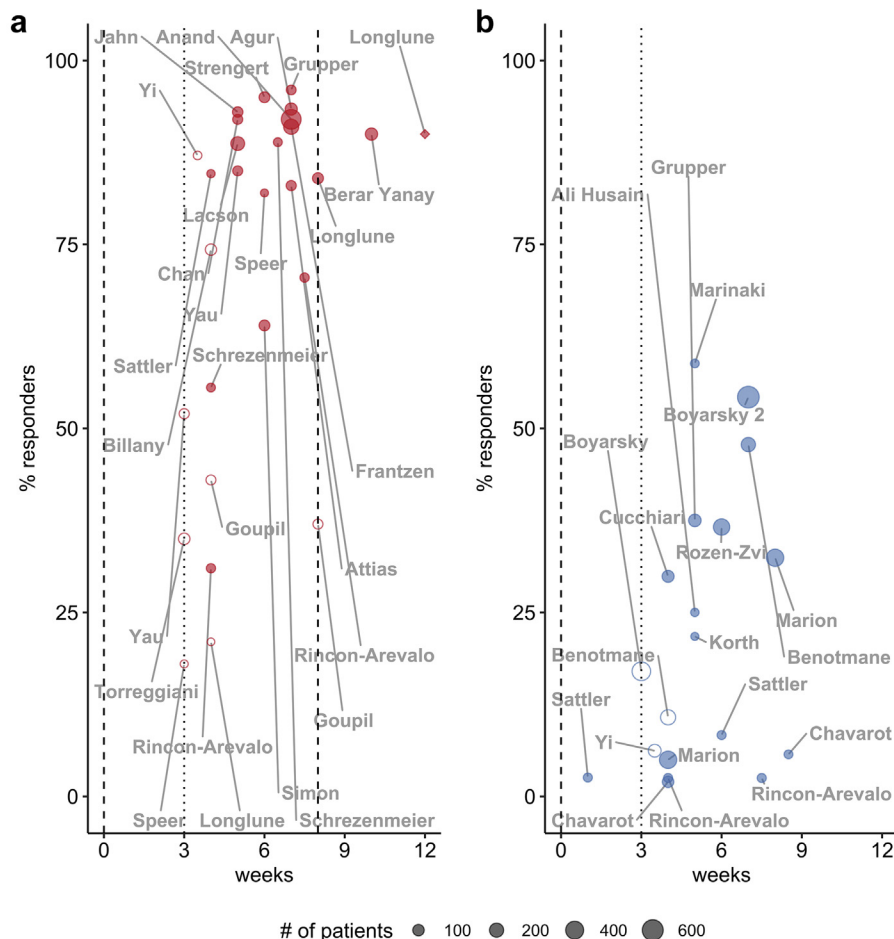 a
b
Jahn
Anand
Agur
Longlune
Strengert
Grupper
Yi
100
Berar Yanay
Lacson
Longlune
75
Speer
Chan
Yau
Schrezenmeier
Sattler
Billany
50
Frantzen
Goupil
Attias
25
Yau
Rincon-Arevalo
Torreggiani
Goupil
Rincon-Arevalo
Simon
0
Speer
Longlune
Schrezenmeier
% responders
0 3 6 9 12
weeks
100
Grupper
Ali Husain
75
Marinaki
Boyarsky 2
Boyarsky
50
Cucchiari
Rozen-Zvi
25
Marion
Korth
Benotmane
Benotmane
Sattler
Sattler
Chavarot
Yi
Marion
0
Rincon-Arevalo
Chavarot
Rincon-Arevalo
% responders
0 3 6 9 12
weeks
# of patients 100 200 400 600